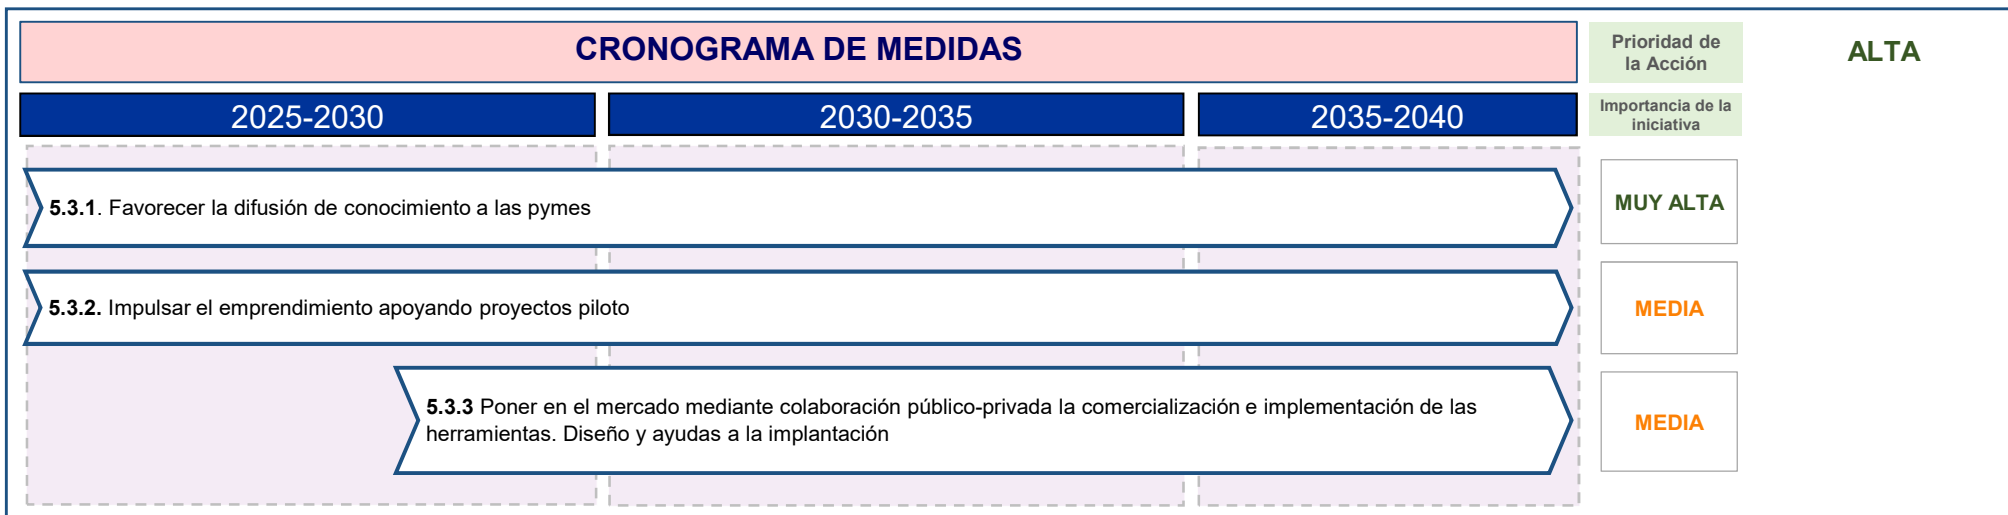 CRONOGRAMA DE MEDIDAS
Prioridad de
la Acción
ALTA
2025-2030
2030-2035
2035-2040
Importancia de la
iniciativa
5.3.1. Favorecer la difusión de conocimiento a las pymes
MUY ALTA
5.3.2. Impulsar el emprendimiento apoyando proyectos piloto
MEDIA
5.3.3 Poner en el mercado mediante colaboración público-privada la comercialización e implementación de las
herramientas. Diseño y ayudas a la implantación
MEDIA